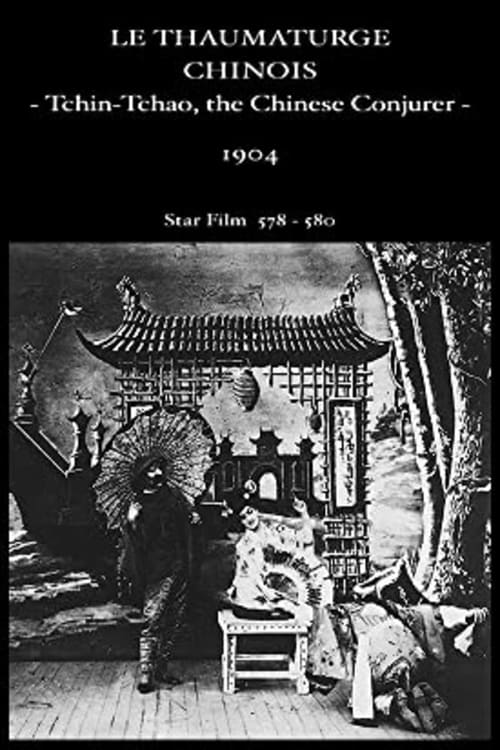 LE THAUMATURGE
CHINOIS
- Tchin-Tchao, the Chinese Conjurer -
1904
Star Film 578 - 580